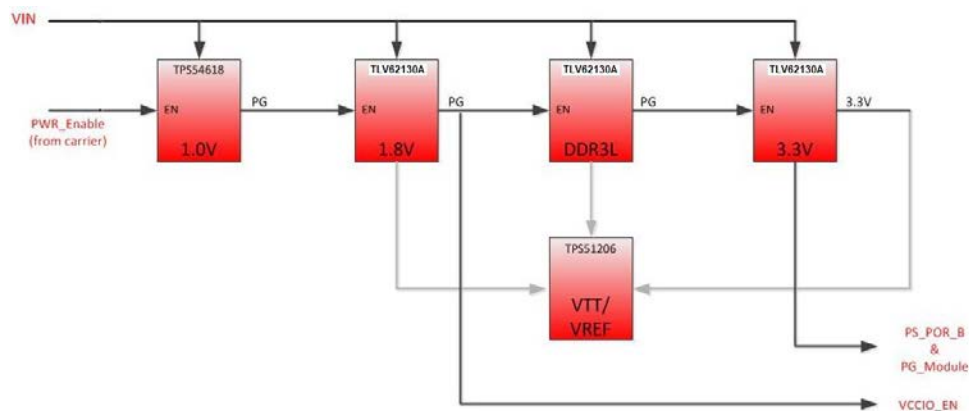 VIN
TPS54618
EN
PG
1.0V
PWR_Enable
(from carrier)
TLV62130A
EN
PG
1.8V
TLV62130A
EN
PG
DDR3L
TLV62130A
EN
3.3V
3.3V
TPS51206
VTT/
VREF
PS_POR_B
&
PG_Module
VCCIO_EN